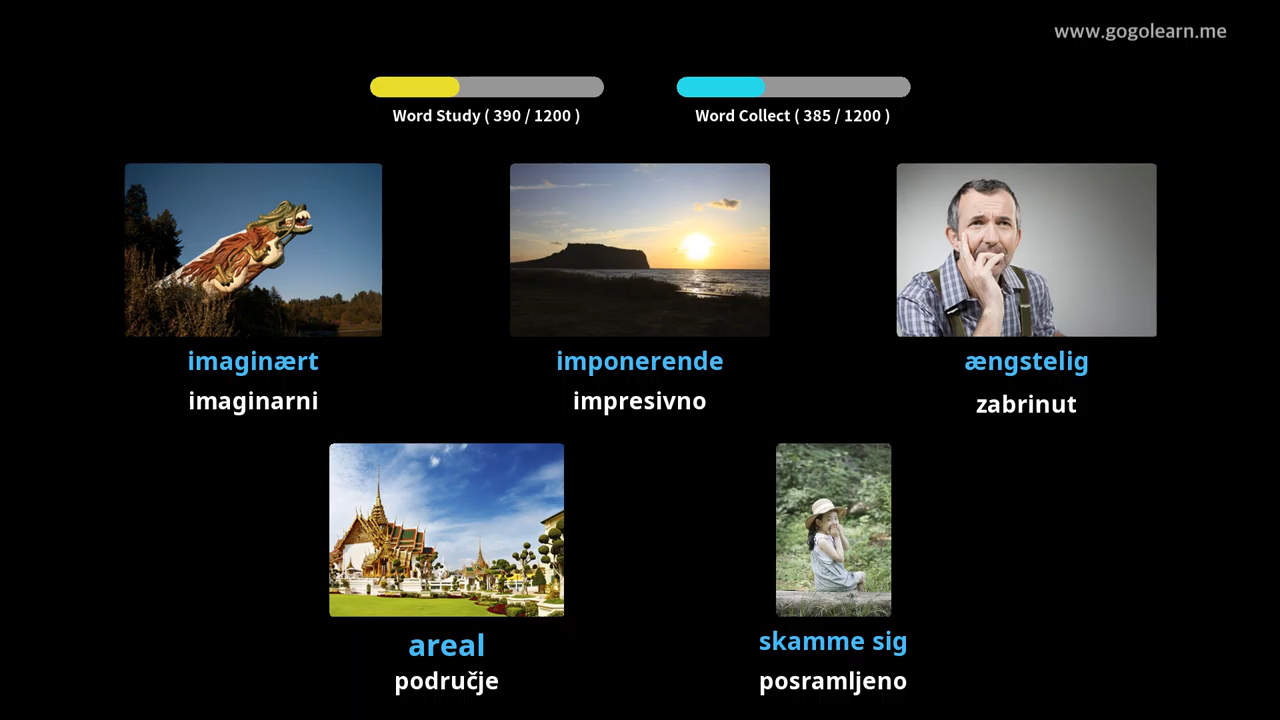 www.gogolearn.me
Word Study ( 390 / 1200 )
Word Collect ( 385 / 1200 )
imaginært
imaginarni
imponerende
impresivno
ængstelig
zabrinut
areal
područje
skamme sig
posramljeno